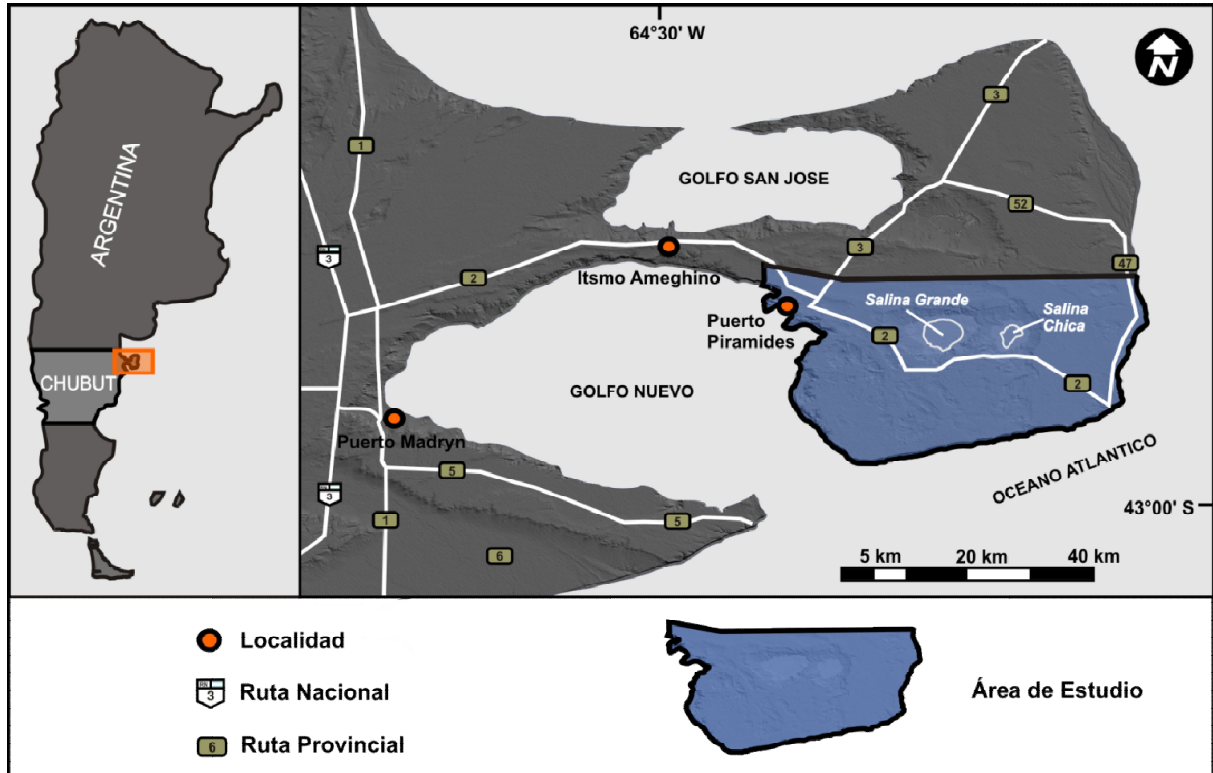 ARGENTINA
CHUBUT
64°30' W
N
3
1
GOLFO SAN JOSE
52
3
3
47
2
Itsmo Ameghino
Salina Grande
Salina
Chica
Puerto
Piramides
2
GOLFO NUEVO
2
Puerto Madryn
OCEANO ATLANTICO
5
3
43°00' S
1
5
6
5 km
20 km
40 km
Localidad
RN
3
Ruta Nacional
Área de Estudio
6
Ruta Provincial